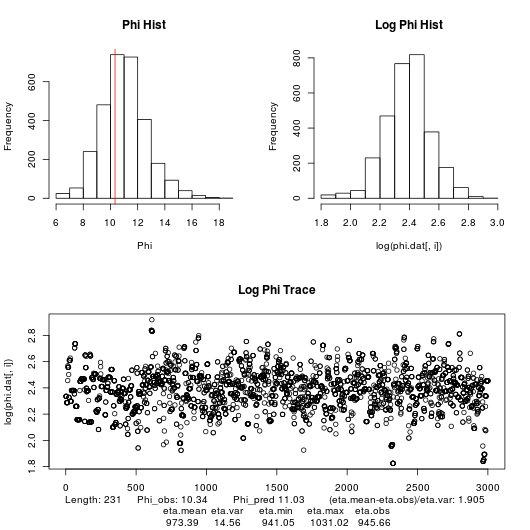 Phi Hist
Log Phi Hist
Frequency
0
200
400
600
6 8 10 12 14 16 18
Phi
Frequency
0
200
400
600
800
1.8 2.0 2.2 2.4 2.6 2.8 3.0
log(phi.dat[, i])
Log Phi Trace
log(phi.dat[, i])
1.8
2.0
2.2
2.4
2.6
2.8
0 500 1000 1500 2000 2500 3000
Length: 231 Phi_obs: 10.34 Phi_pred 11.03 (eta.mean-eta.obs)/eta.var: 1.905
eta.mean eta.var eta.min eta.max eta.obs
973.39 14.56 941.05 1031.02 945.66